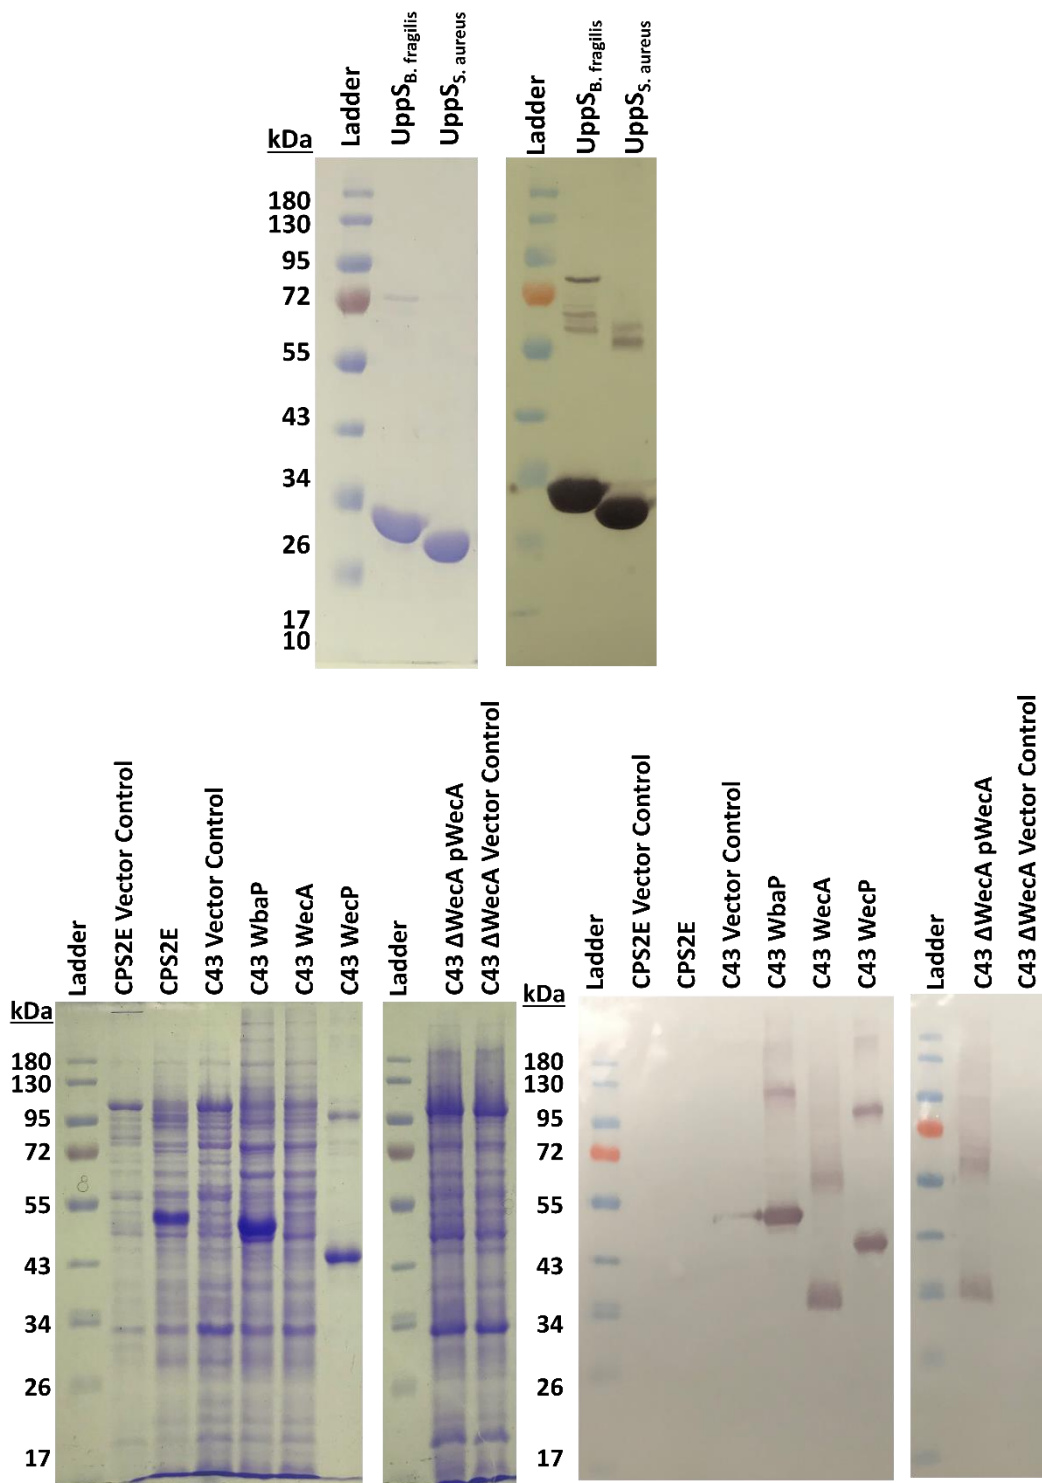 kDa
Ladder
UppS B. fragilis
UppS S. aureus
Ladder
UppS B. fragilis
UppS S. aureus
180
130
95
72
55
43
34
26
17
10
Ladder
CPS2E Vector Control
CPS2E
C43 Vector Control
C43 WbaP
C43 WecA
C43 WecP
Ladder
C43 ΔWecA pWecA
C43 ΔWecA Vector Control
kDa
180
130
95
72
55
43
34
26
17
Ladder
CPS2E Vector Control
CPS2E
C43 Vector Control
C43 WbaP
C43 WecA
C43 WecP
Ladder
C43 ΔWecA pWecA
C43 ΔWecA Vector Control
kDa
180
130
95
72
55
43
34
26
17